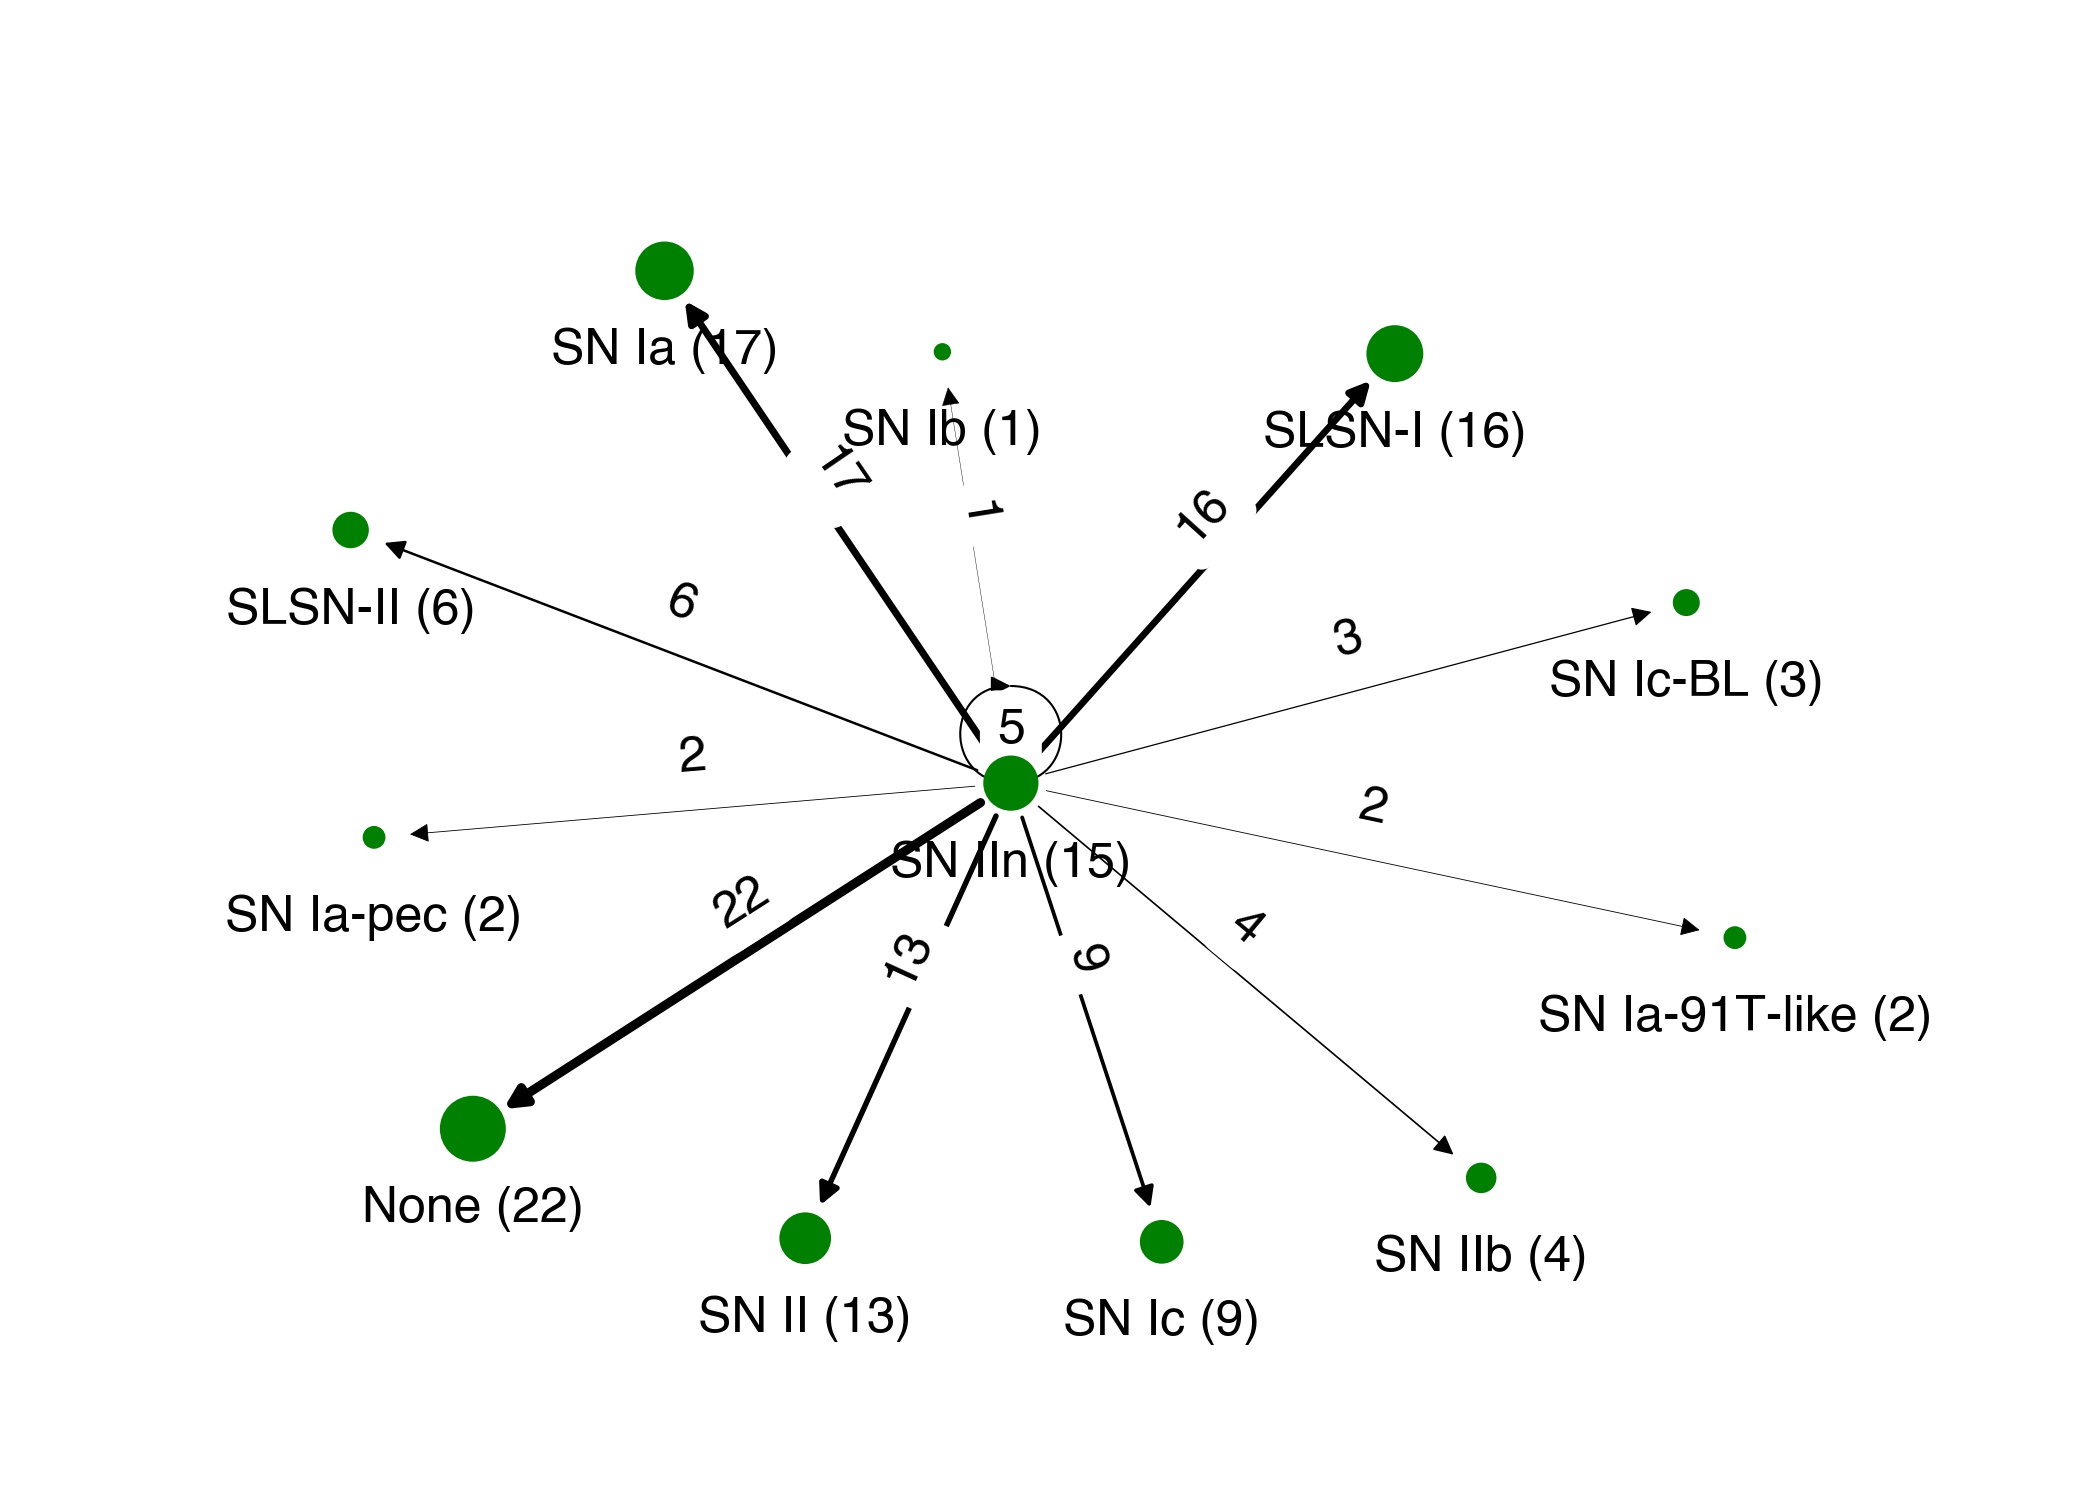 SN Ia (17)
SN Ib (1)
SLSN-I (16)
17
1
16
SLSN-II (6)
6
3
SN Ic-BL (3)
5
2
2
SN IIn (15)
SN Ia-pec (2)
22
13
9
4
SN Ia-91T-like (2)
None (22)
SN II (13)
SN Ic (9)
SN IIb (4)